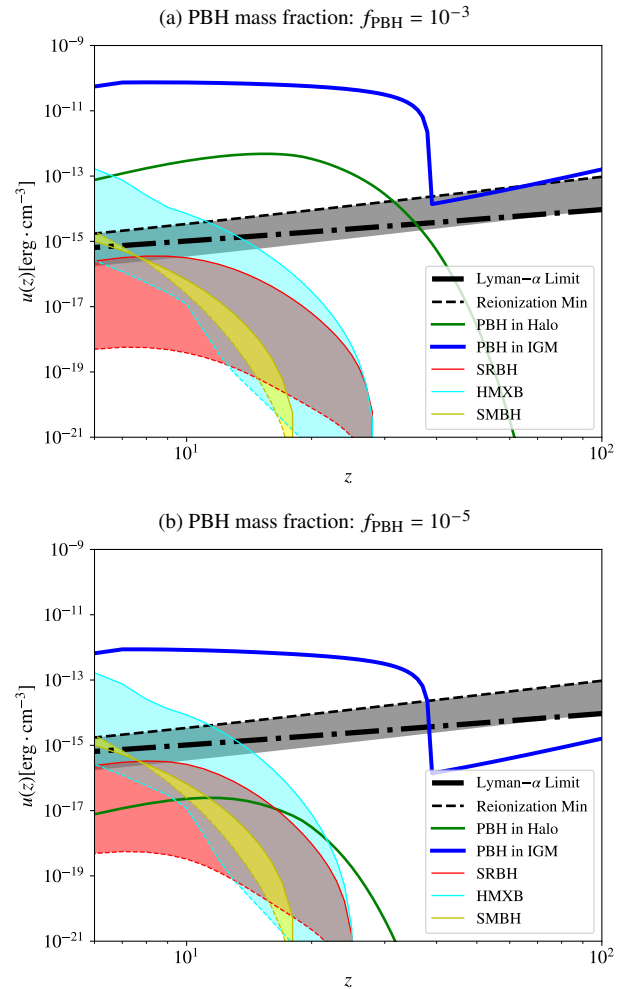 (a) PBH mass fraction: f_PBH = 10^−3
10^−9
10^−11
10^−13
10^−15
10^−17
10^−19
10^−21
u(z)[erg · cm^−3]
Lyman−α Limit
Reionization Min
PBH in Halo
PBH in IGM
SRBH
HMXB
SMBH
10^1
10^2
z
(b) PBH mass fraction: f_PBH = 10^−5
10^−9
10^−11
10^−13
10^−15
10^−17
10^−19
10^−21
u(z)[erg · cm^−3]
Lyman−α Limit
Reionization Min
PBH in Halo
PBH in IGM
SRBH
HMXB
SMBH
10^1
10^2
z